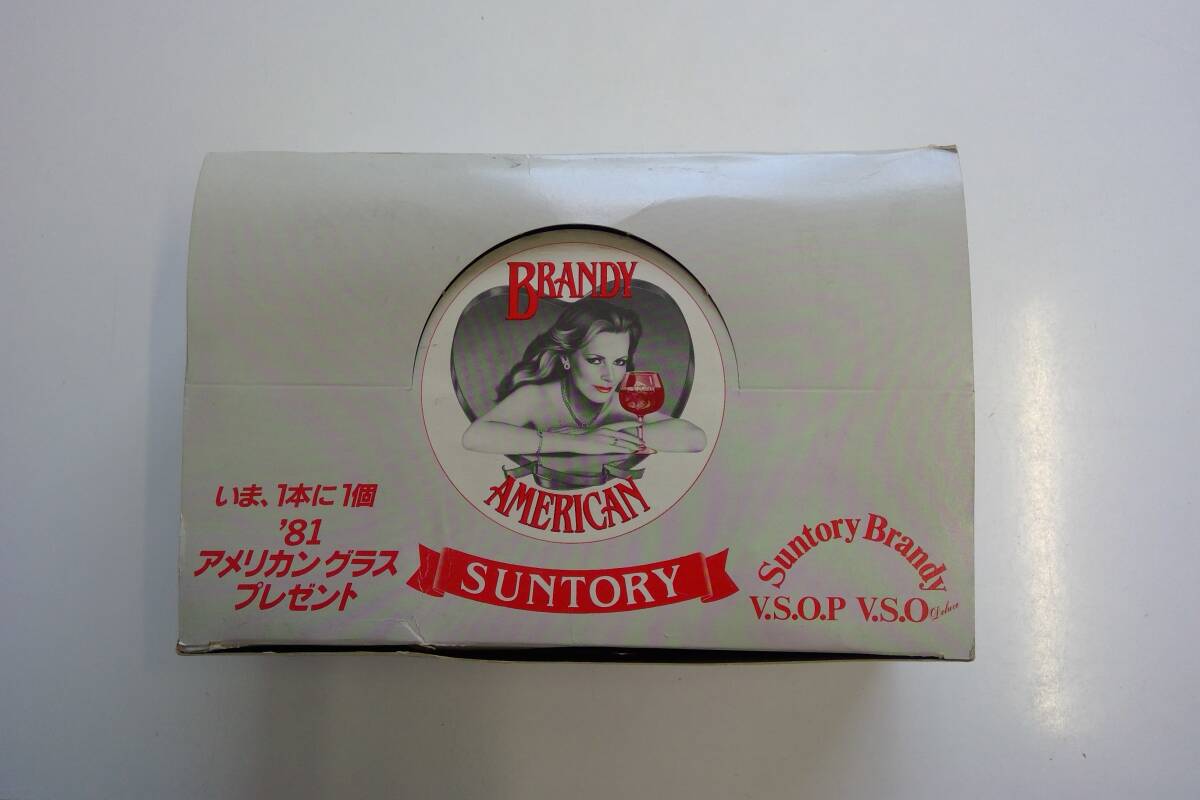 BRANDY
AMERICAN
SUNTORY
いま、1本に1個
'81
アメリカングラス
プレゼント
Suntory Brandy
V.S.O.P V.S.O Deluxe